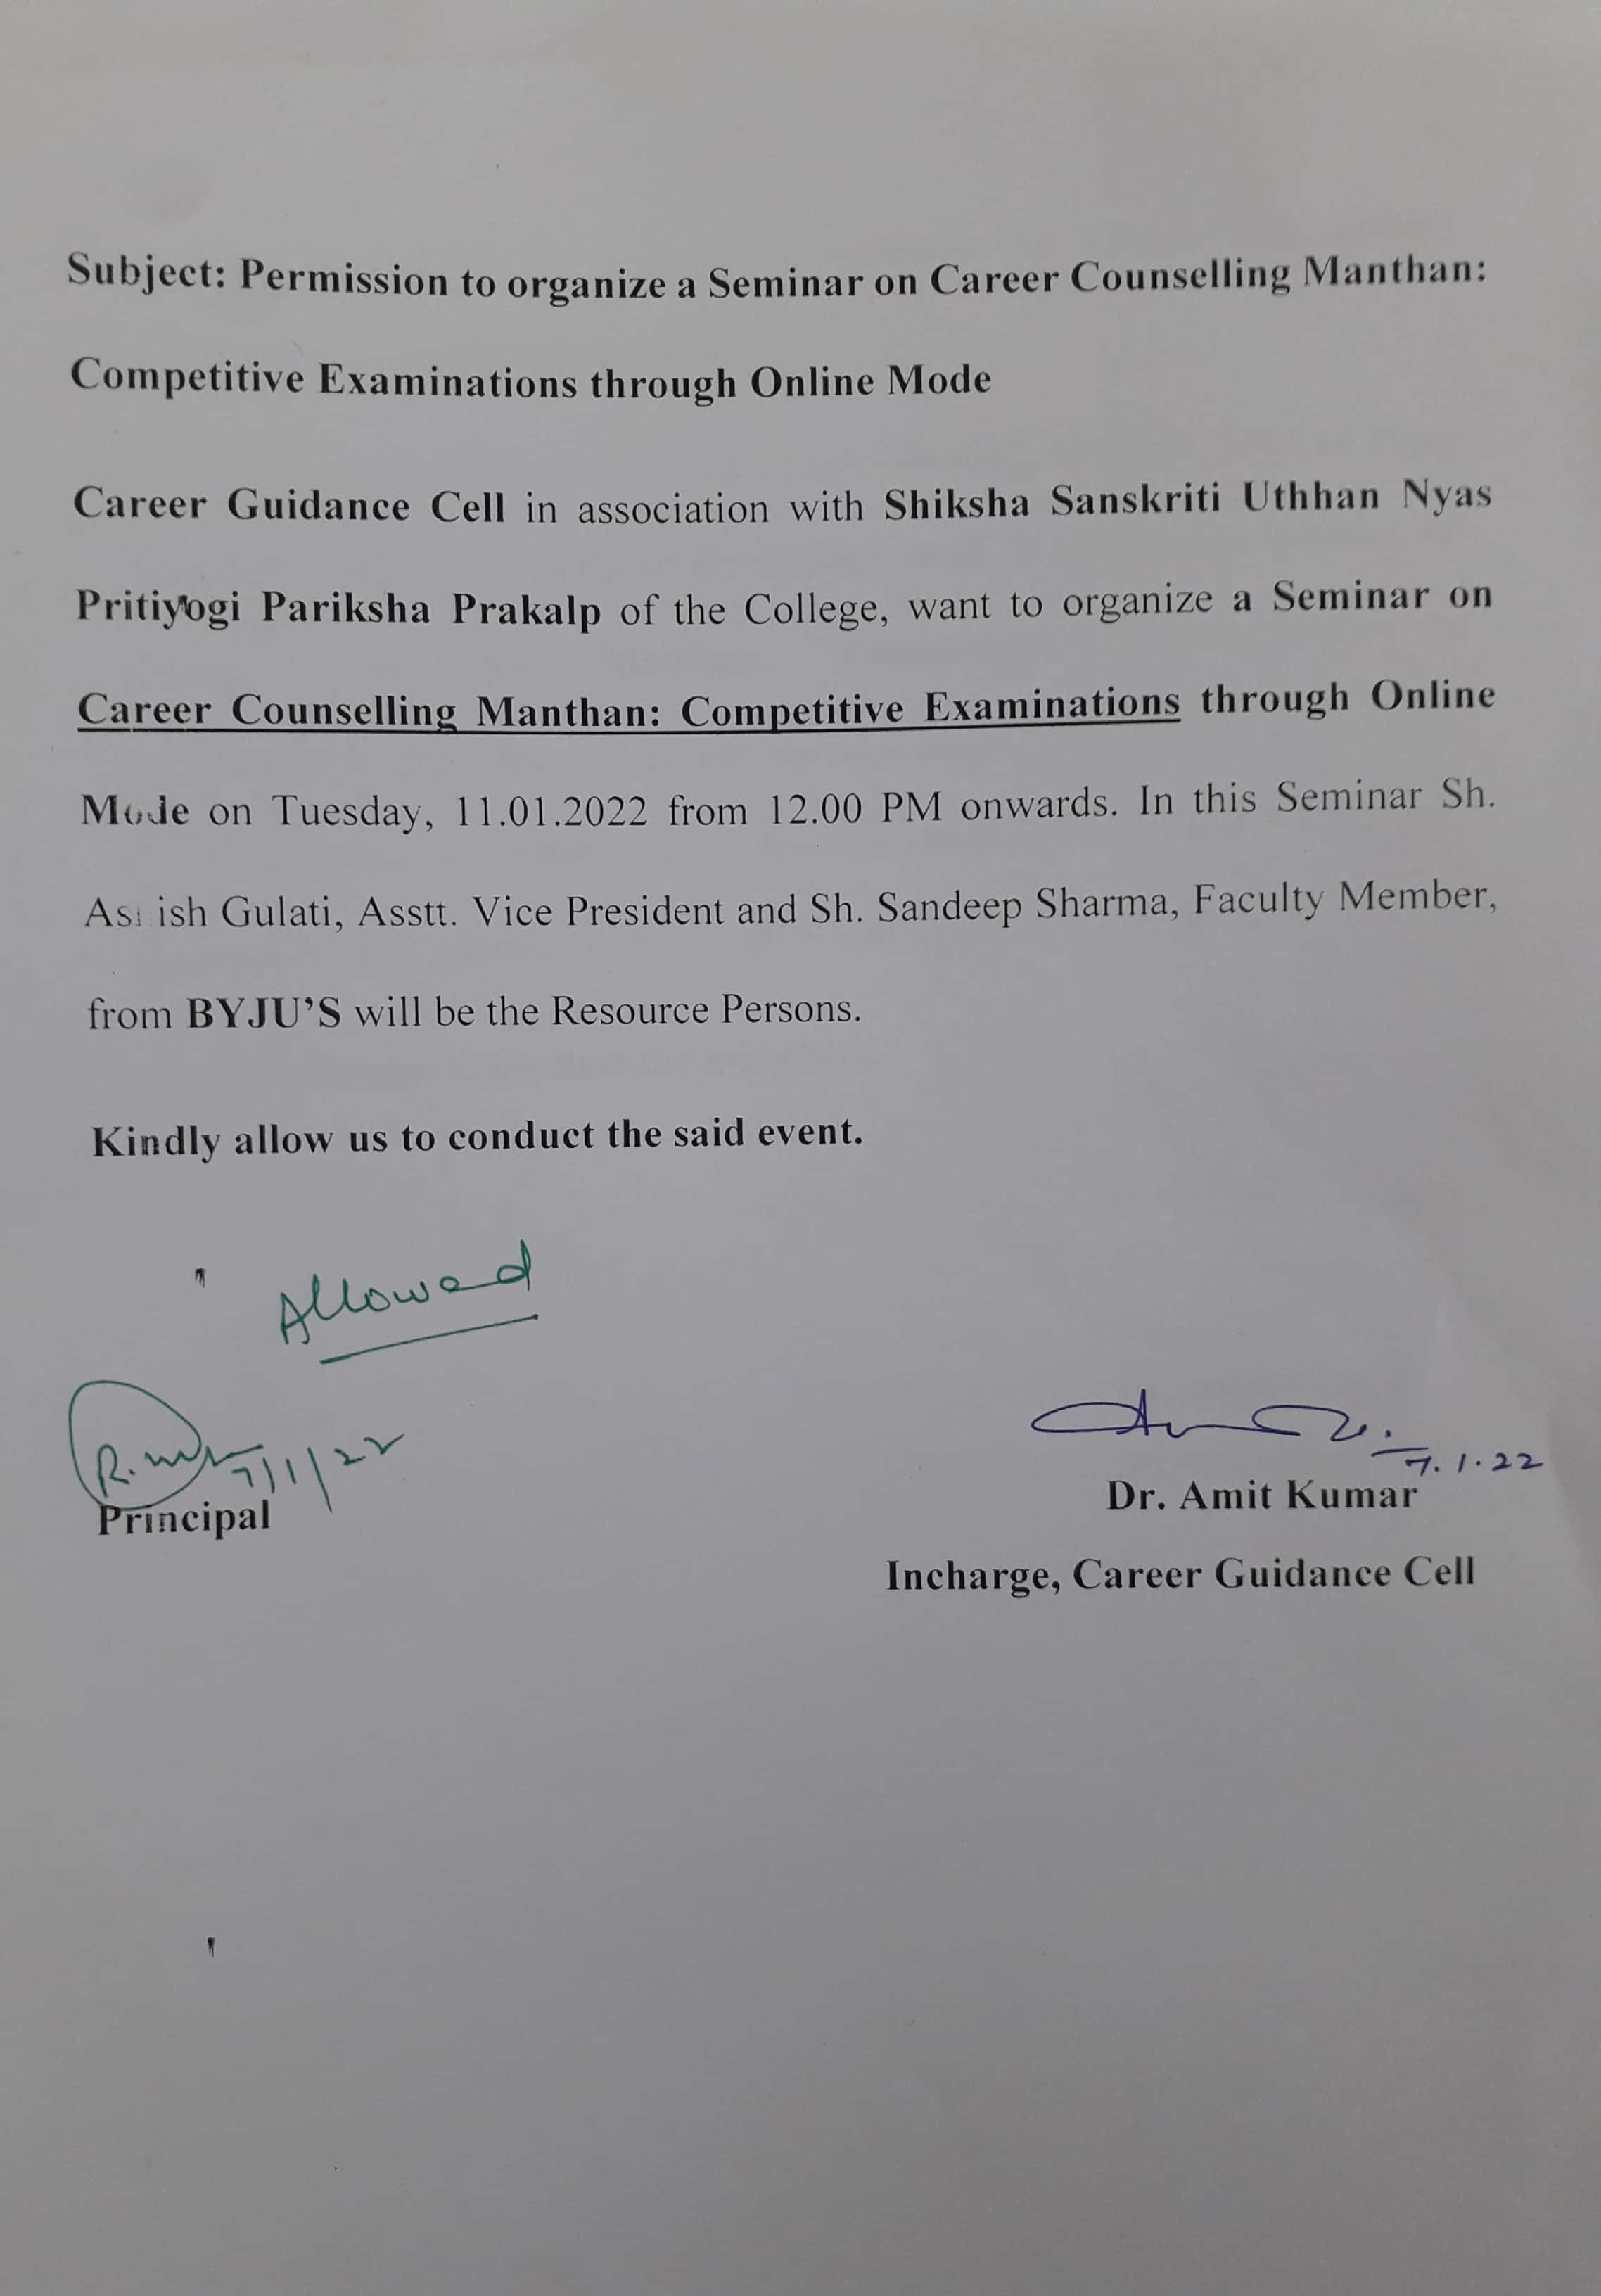 Subject: Permission to organize a Seminar on Career Counselling Manthan:
Competitive Examinations through Online Mode
Career Guidance Cell in association with Shiksha Sanskriti Uthhan Nyas
Pritiyogi Pariksha Prakalp of the College, want to organize a Seminar on
Career Counselling Manthan: Competitive Examinations through Online
Mode on Tuesday, 11.01.2022 from 12.00 PM onwards. In this Seminar Sh.
Gulati, Asstt. Vice President and Sh. Sandeep Sharma, Faculty Member,
from BYJU'S will be the Resource Persons.
Kindly allow us to conduct the said event.
Allowed
7/1/22
Principal
7.1.22
Dr. Amit Kumar
Incharge, Career Guidance Cell